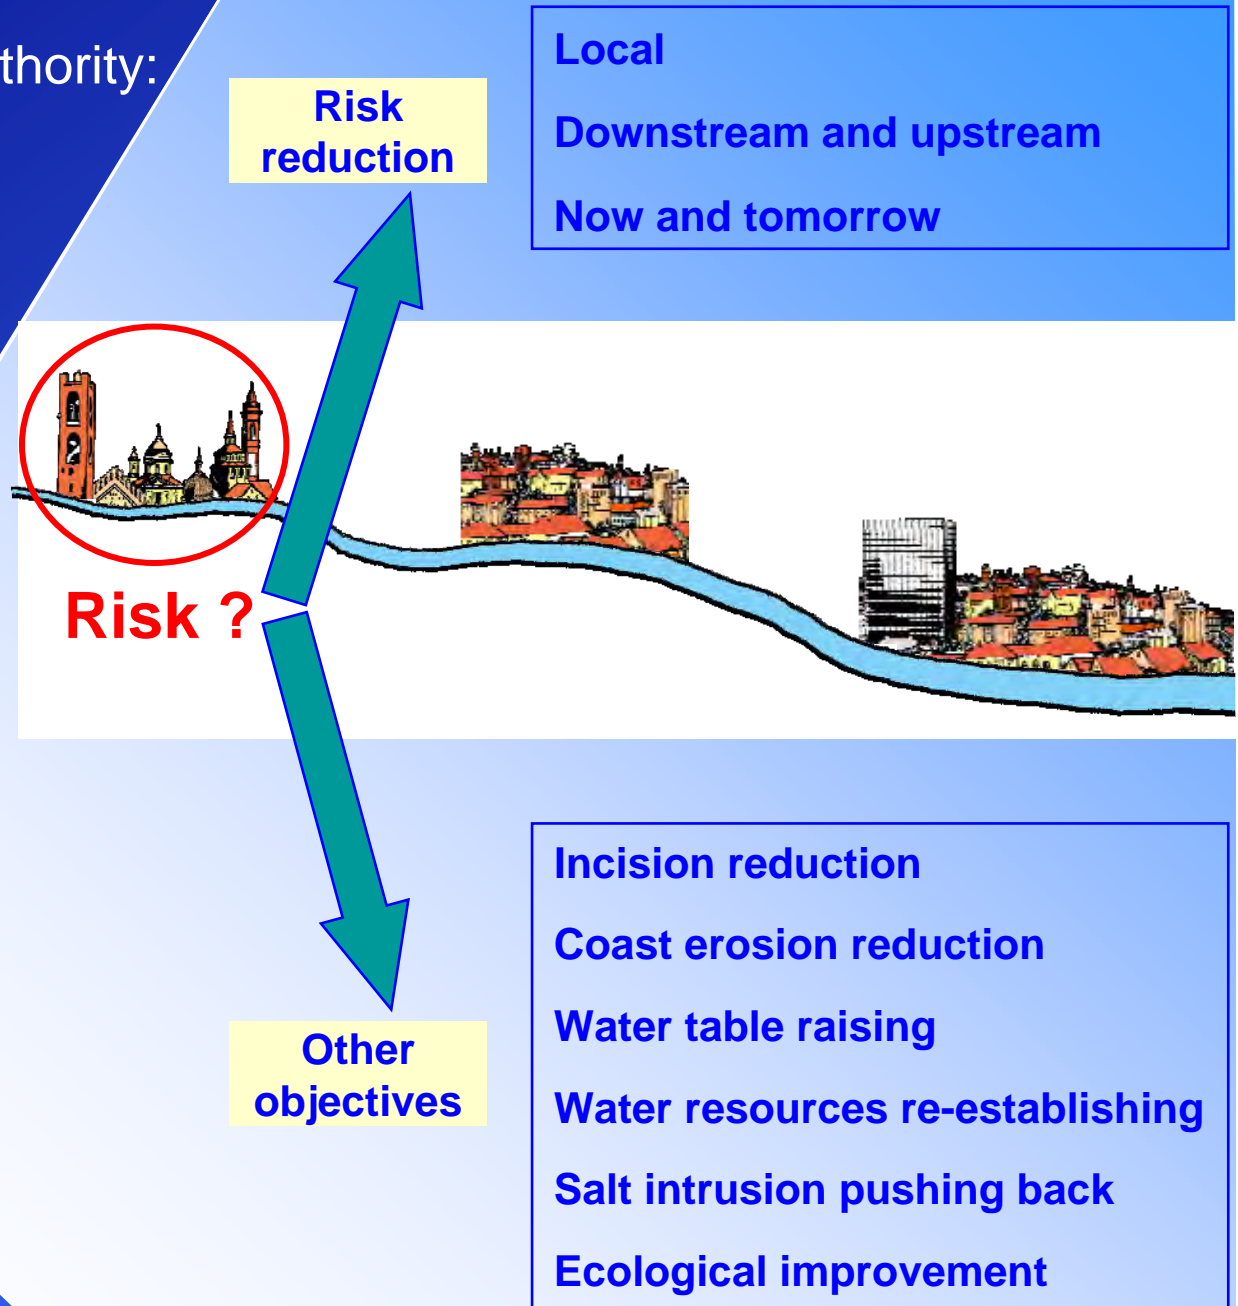 thority:
Risk
reduction
Local
Downstream and upstream
Now and tomorrow
Risk ?
Other
objectives
Incision reduction
Coast erosion reduction
Water table raising
Water resources re-establishing
Salt intrusion pushing back
Ecological improvement